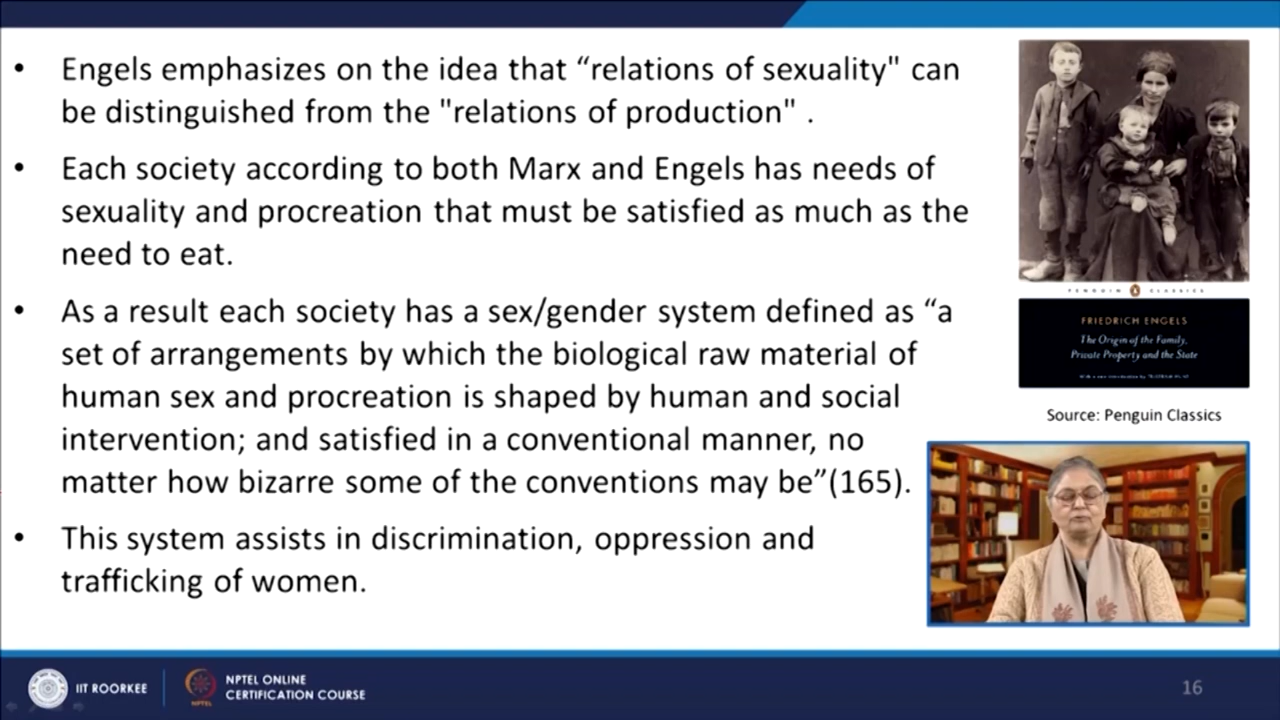 • Engels emphasizes on the idea that “relations of sexuality" can
be distinguished from the "relations of production" .
• Each society according to both Marx and Engels has needs of
sexuality and procreation that must be satisfied as much as the
need to eat.
• As a result each society has a sex/gender system defined as “a
set of arrangements by which the biological raw material of
human sex and procreation is shaped by human and social
intervention; and satisfied in a conventional manner, no
matter how bizarre some of the conventions may be”(165).
• This system assists in discrimination, oppression and
trafficking of women.
PENGUIN CLASSICS
FRIEDRICH ENGELS
The Origin of the Family,
Private Property and the State
Source: Penguin Classics
IIT ROORKEE
NPTEL
NPTEL ONLINE
CERTIFICATION COURSE
16